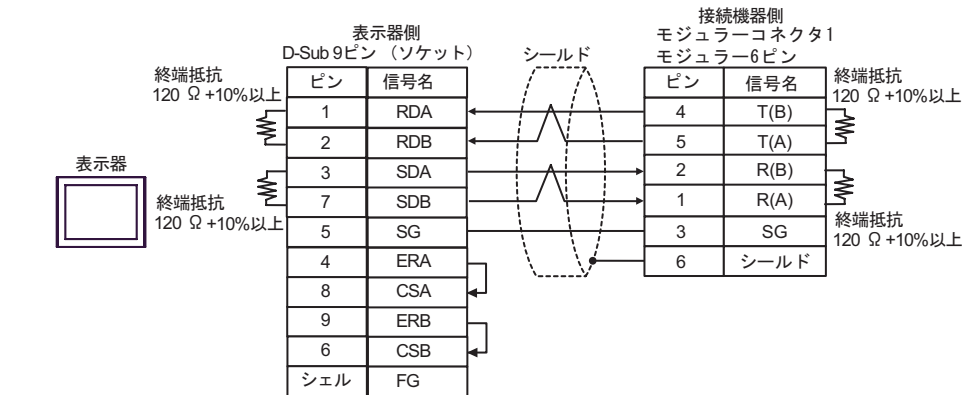 表示器側
D-Sub 9ピン （ソケット）
シールド
接続機器側
モジュラーコネクタ1
モジュラー6ピン
終端抵抗
120 Ω +10%以上
ピン 信号名
1 RDA
2 RDB
3 SDA
7 SDB
5 SG
4 ERA
8 CSA
9 ERB
6 CSB
シェル FG
表示器
終端抵抗
120 Ω +10%以上
ピン 信号名
4 T(B)
5 T(A)
2 R(B)
1 R(A)
3 SG
6 シールド
終端抵抗
120 Ω +10%以上
終端抵抗
120 Ω +10%以上